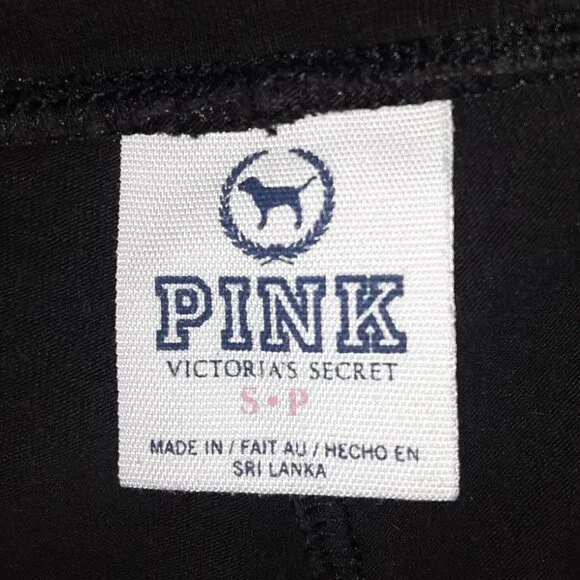 PINK
VICTORIA'S SECRET
S•P
MADE IN / FAIT AU / HECHO EN
SRI LANKA